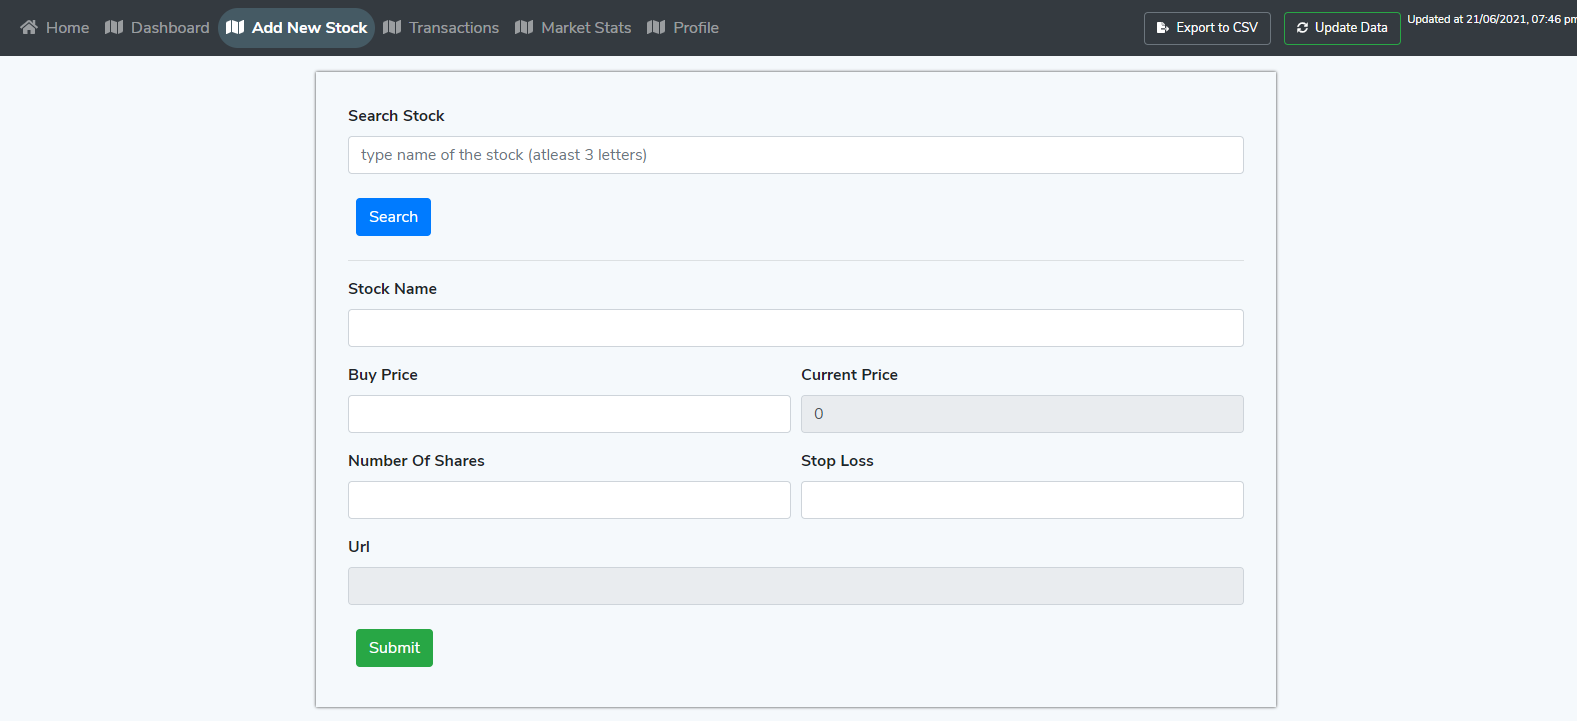 Home Dashboard Add New Stock Transactions Market Stats Profile Export to CSV Update Data Updated at 21/06/2021, 07:46 pm
Search Stock
type name of the stock (atleast 3 letters)
Search
Stock Name
Buy Price Current Price
0
Number Of Shares Stop Loss
Url
Submit